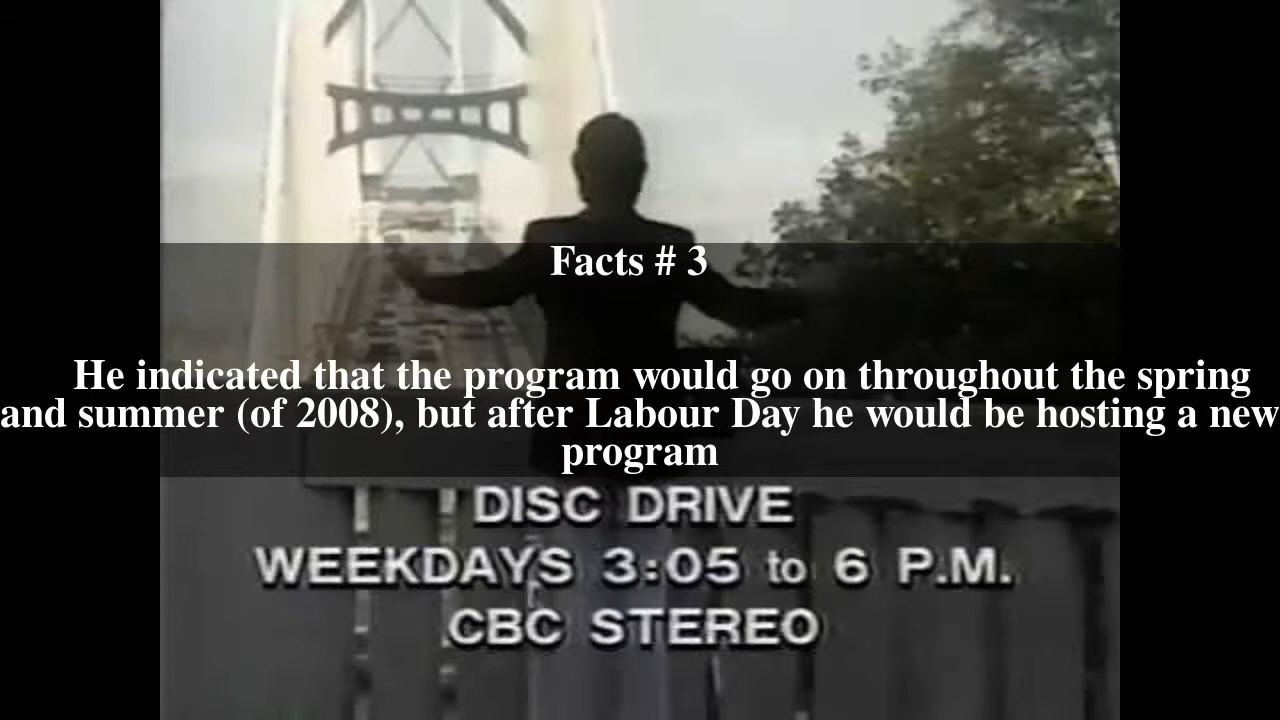 Facts # 3
He indicated that the program would go on throughout the spring
and summer (of 2008), but after Labour Day he would be hosting a new
program
DISC DRIVE
WEEKDAYS 3:05 to 6 P.M.
CBC STEREO